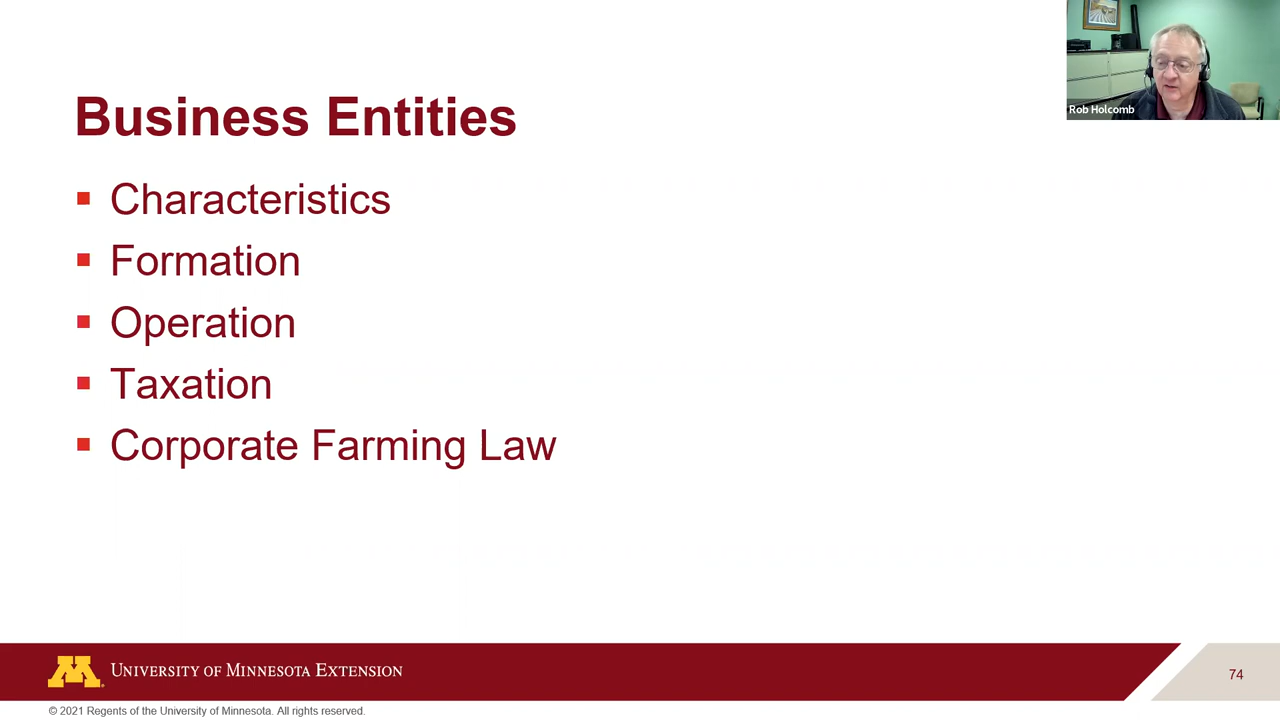 Rob Holcomb
Business Entities
Characteristics
Formation
Operation
Taxation
Corporate Farming Law
M
UNIVERSITY OF MINNESOTA EXTENSION
74
© 2021 Regents of the University of Minnesota. All rights reserved.